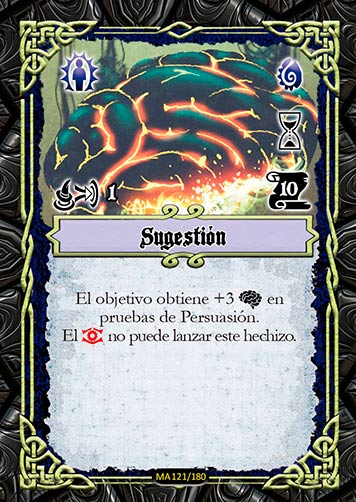 1
10
Sugestión
El objetivo obtiene +3 en
pruebas de Persuasión.
El no puede lanzar este hechizo.
MA121/180